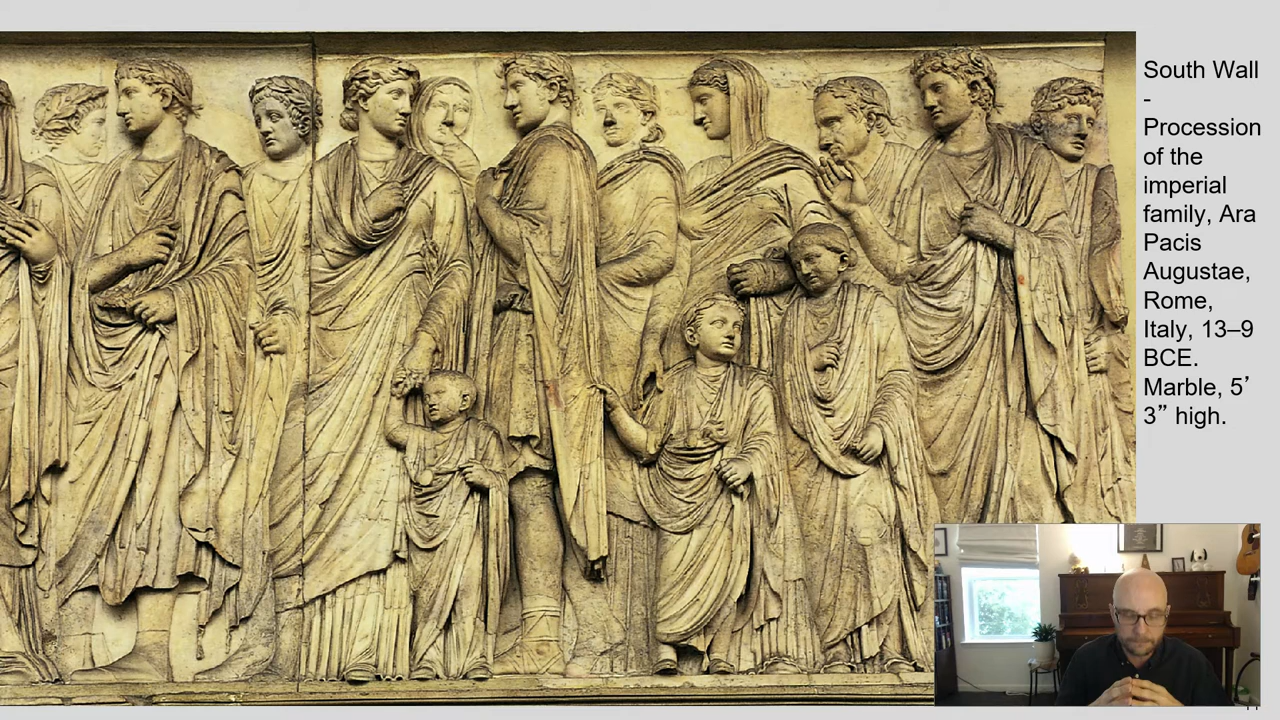 South Wall
-
Procession
of the
imperial
family, Ara
Pacis
Augustae,
Rome,
Italy, 13–9
BCE.
Marble, 5’
3” high.